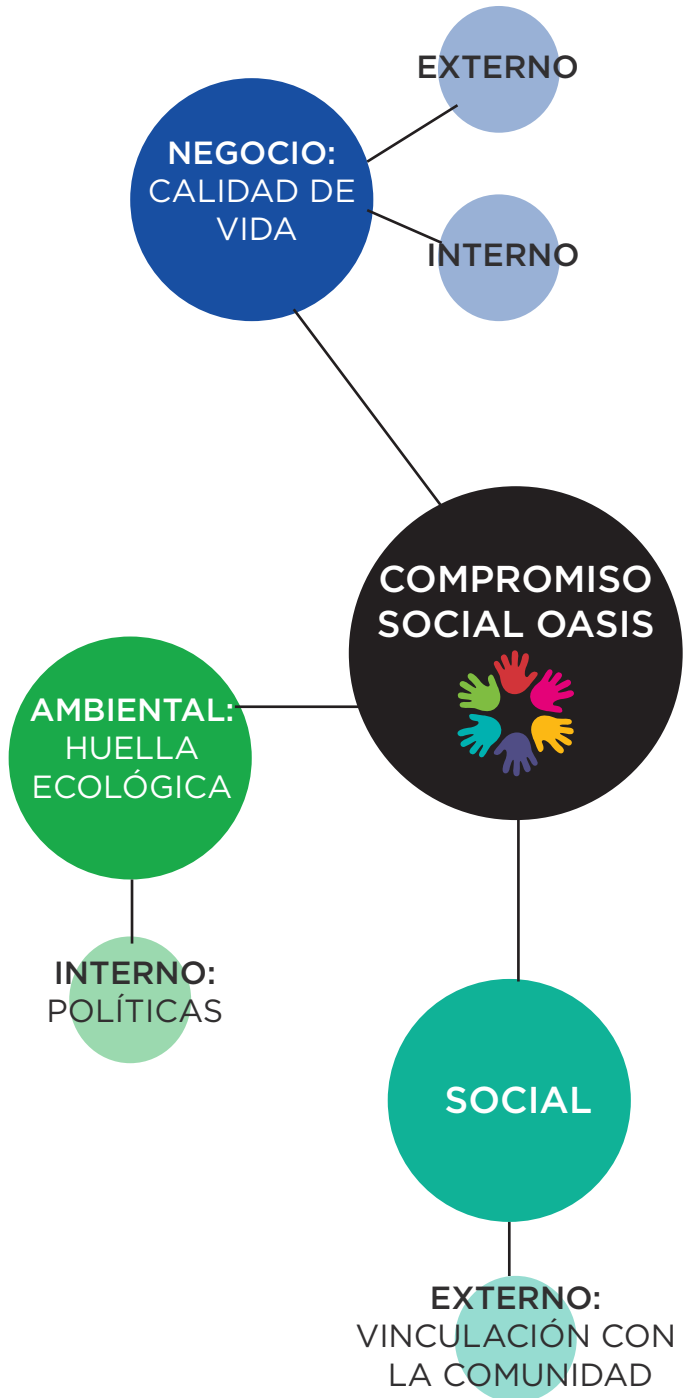 EXTERNO
NEGOCIO:
CALIDAD DE
VIDA
INTERNO
COMPROMISO
SOCIAL OASIS
AMBIENTAL:
HUELLA
ECOLÓGICA
INTERNO:
POLÍTICAS
SOCIAL
EXTERNO:
VINCULACIÓN CON
LA COMUNIDAD